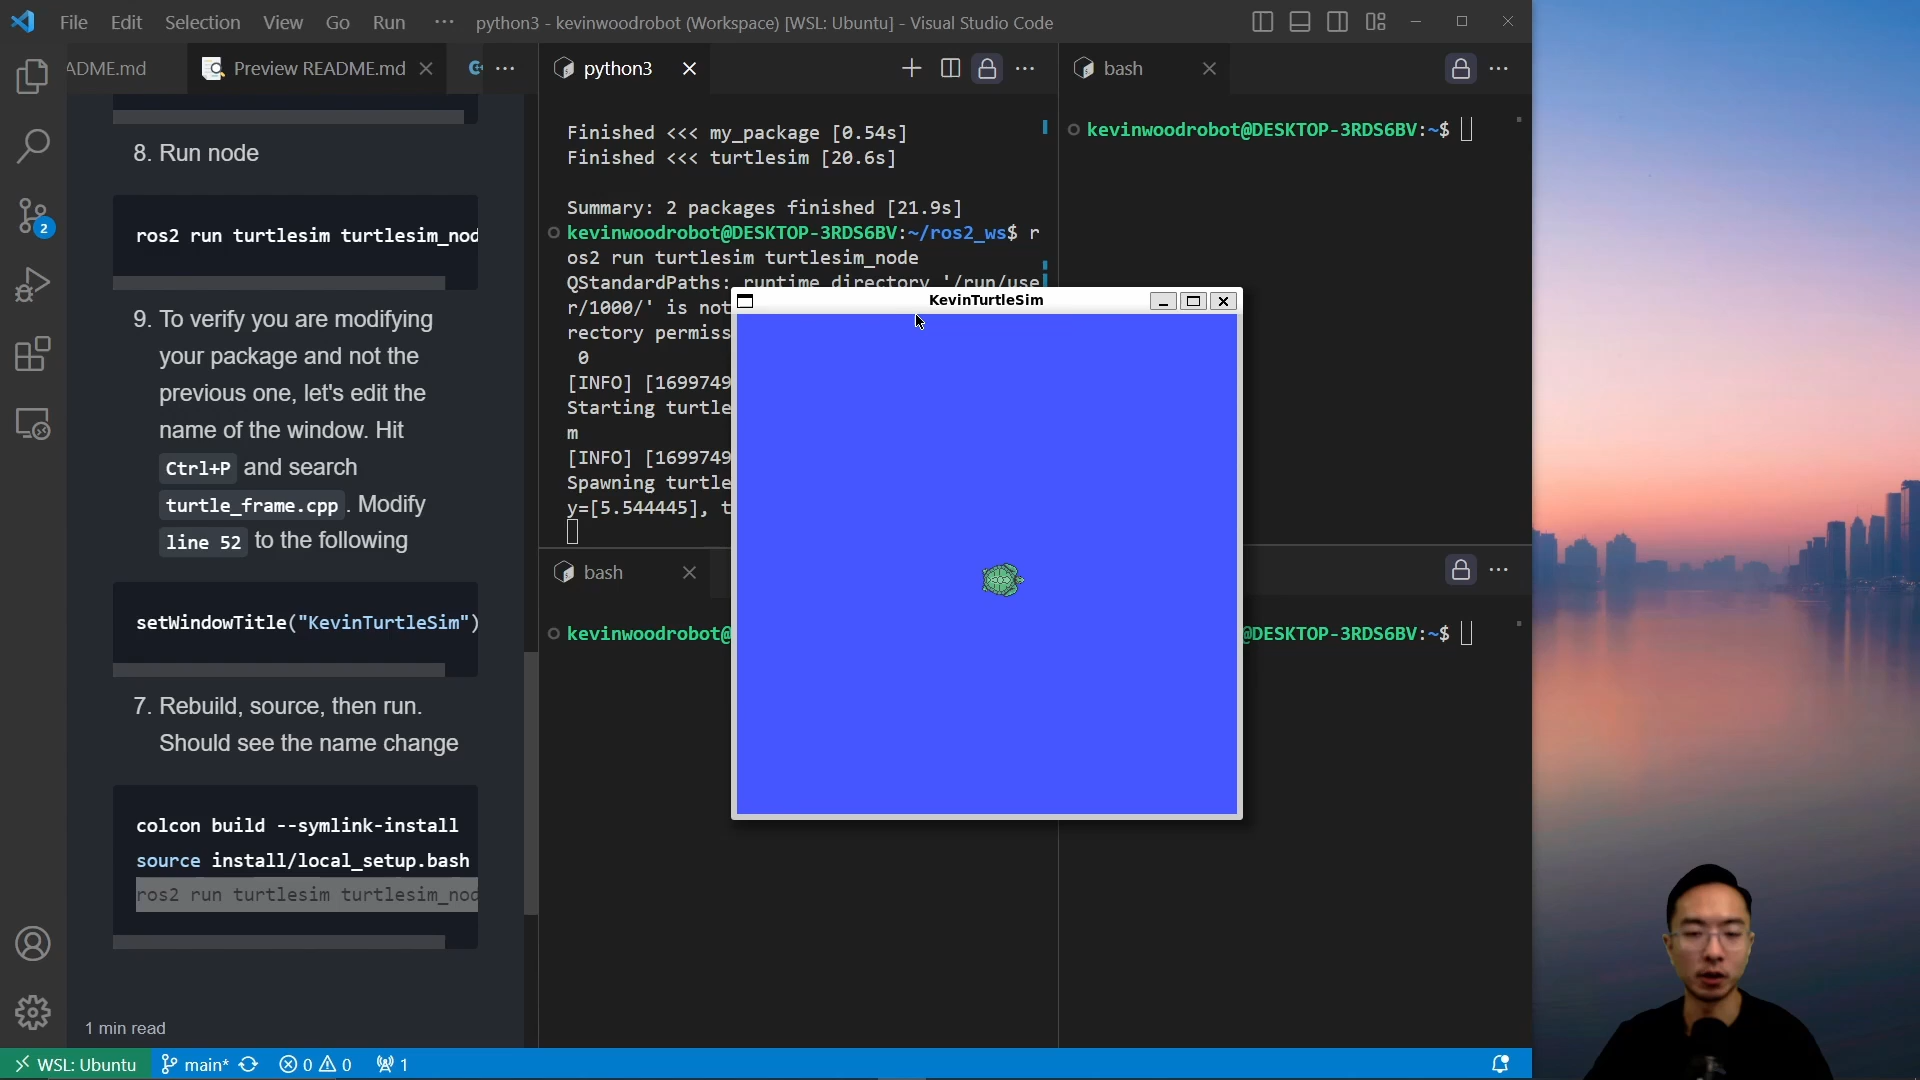 File Edit Selection View Go Run ··· python3 - kevinwoodrobot (Workspace) [WSL: Ubuntu] - Visual Studio Code
ADME.md
Preview README.md
python3
bash
8. Run node
ros2 run turtlesim turtlesim_nod
9. To verify you are modifying
your package and not the
previous one, let's edit the
name of the window. Hit
Ctrl+P and search
turtle_frame.cpp . Modify
line 52 to the following
setWindowTitle("KevinTurtleSim")
7. Rebuild, source, then run.
Should see the name change
colcon build --symlink-install
source install/local_setup.bash
ros2 run turtlesim turtlesim_nod
1 min read
Finished <<< my_package [0.54s]
Finished <<< turtlesim [20.6s]
Summary: 2 packages finished [21.9s]
kevinwoodrobot@DESKTOP-3RDS6BV:~/ros2_ws$ r
os2 run turtlesim turtlesim_node
QStandardPaths: runtime directory '/run/use
r/1000/' is not
rectory permiss
0
[INFO] [1699749
Starting turtle
m
[INFO] [1699749
Spawning turtle
y=[5.544445], t
kevinwoodrobot@DESKTOP-3RDS6BV:~$
KevinTurtleSim
bash
kevinwoodrobot@
@DESKTOP-3RDS6BV:~$
2
WSL: Ubuntu main* 0 0 1